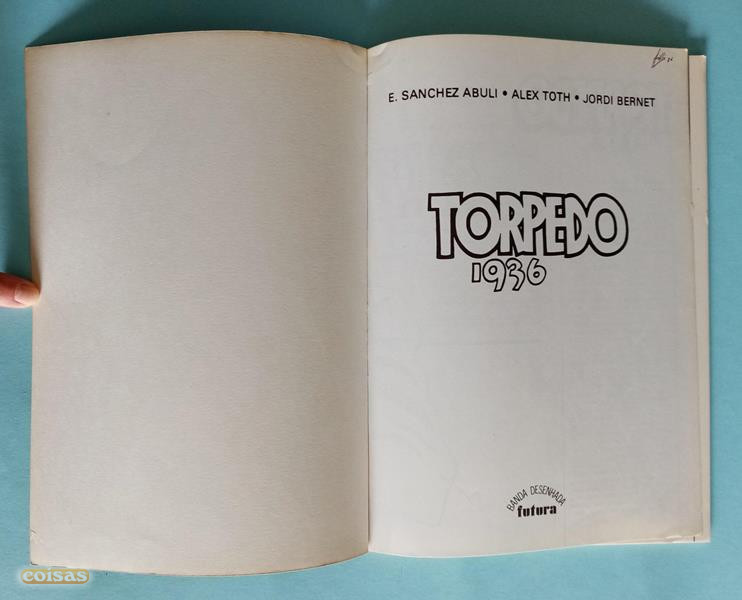 E. SANCHEZ ABULI • ALEX TOTH • JORDI BERNET
TORPEDO
1936
BANDA DESENHADA
futura
coisas